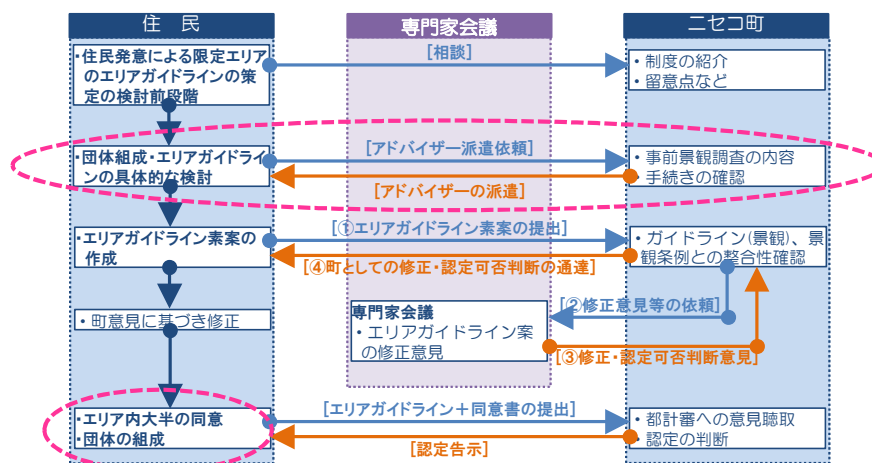 住 民
専門家会議
ニセコ町
・住民発意による限定エリア
のエリアガイドラインの策
定の検討前段階
[相談]
・制度の紹介
・留意点など
・団体組成・エリアガイドライ
ンの具体的な検討
[アドバイザー派遣依頼]
[アドバイザーの派遣]
・事前景観調査の内容
・手続きの確認
・エリアガイドライン素案の
作成
[①エリアガイドライン素案の提出]
[④町としての修正・認定可否判断の通達]
・ガイドライン(景観)、景
観条例との整合性確認
・町意見に基づき修正
専門家会議
・エリアガイドライン案
の修正意見
[②修正意見等の依頼]
[③修正・認定可否判断意見]
・エリア内大半の同意
・団体の組成
[エリアガイドライン＋同意書の提出]
[認定告示]
・都計審への意見聴取
・認定の判断